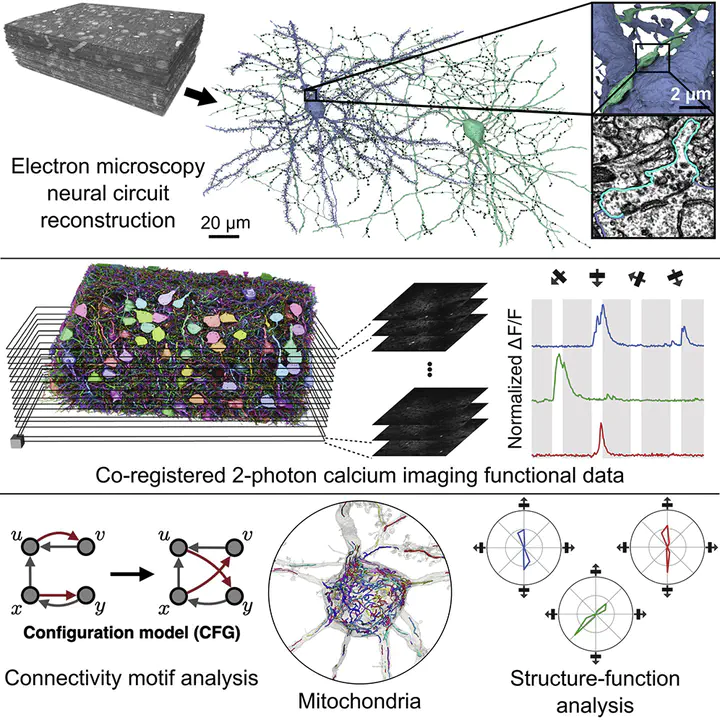 2 μm
Electron microscopy
neural circuit
reconstruction
20 μm
Normalized ΔF/F
Co-registered 2-photon calcium imaging functional data
u v u v
x y x y
Configuration model (CFG)
Connectivity motif analysis
Mitochondria
Structure-function
analysis